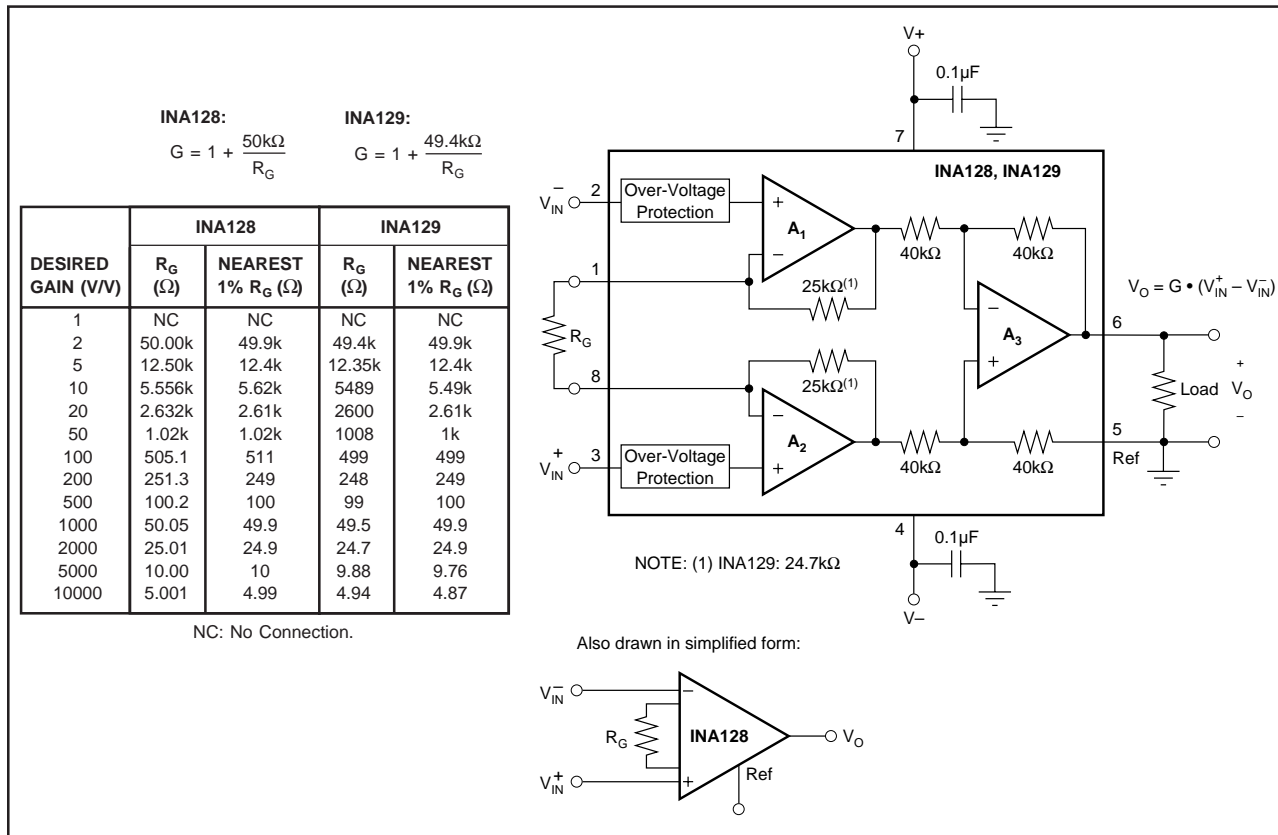 INA128:
G = 1 + 50kΩ / R_G
INA129:
G = 1 + 49.4kΩ / R_G
INA128 INA129
DESIRED GAIN (V/V) R_G (Ω) NEAREST 1% R_G (Ω) R_G (Ω) NEAREST 1% R_G (Ω)
1 NC NC NC NC
2 50.00k 49.9k 49.4k 49.9k
5 12.50k 12.4k 12.35k 12.4k
10 5.556k 5.62k 5489 5.49k
20 2.632k 2.61k 2600 2.61k
50 1.02k 1.02k 1008 1k
100 505.1 511 499 499
200 251.3 249 248 249
500 100.2 100 99 100
1000 50.05 49.9 49.5 49.9
2000 25.01 24.9 24.7 24.9
5000 10.00 10 9.88 9.76
10000 5.001 4.99 4.94 4.87
NC: No Connection.
V+
0.1µF
7
INA128, INA129
V_IN^– 2 Over-Voltage Protection
+
A_1
–
40kΩ 40kΩ
1
25kΩ(1)
R_G
–
A_3
+
6
V_O = G • (V_IN^+ – V_IN^–)
8
25kΩ(1)
–
A_2
+
V_IN^+ 3 Over-Voltage Protection
40kΩ 40kΩ
5
Ref
Load
+
V_O
–
4
0.1µF
V–
NOTE: (1) INA129: 24.7kΩ
Also drawn in simplified form:
V_IN^–
–
R_G
INA128
V_O
V_IN^+
+
Ref